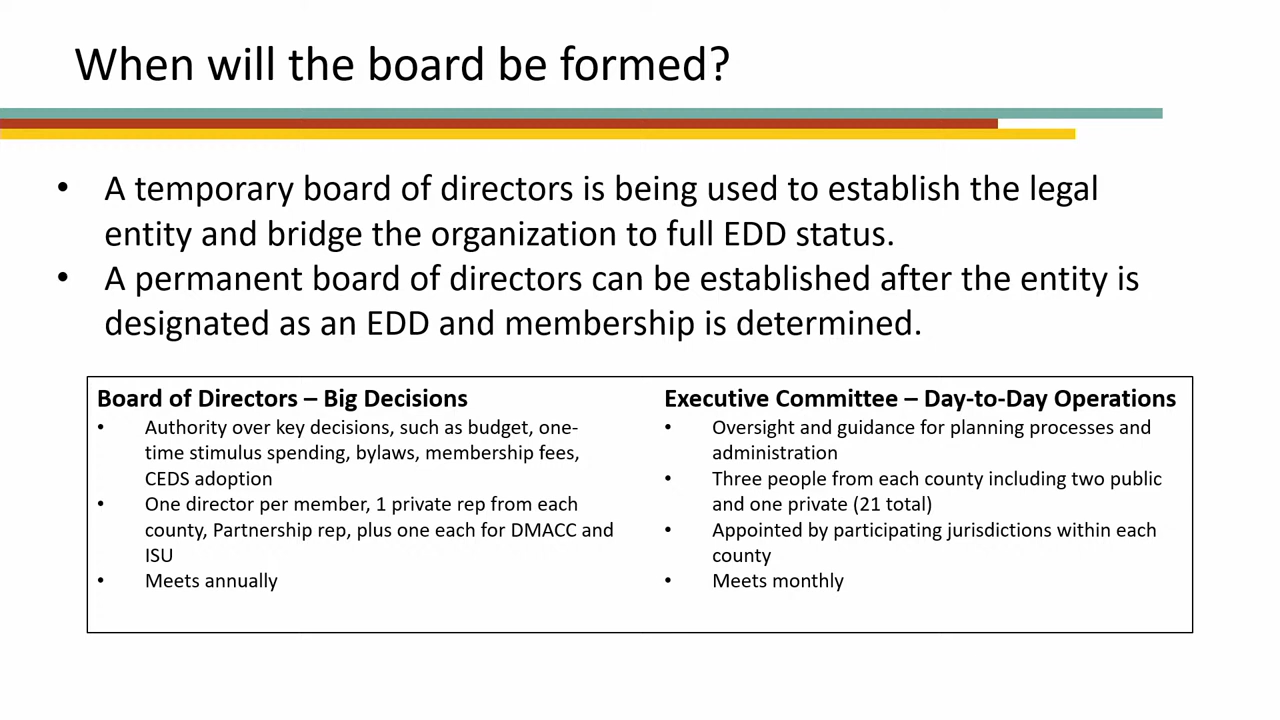 When will the board be formed?
• A temporary board of directors is being used to establish the legal
entity and bridge the organization to full EDD status.
• A permanent board of directors can be established after the entity is
designated as an EDD and membership is determined.
Board of Directors – Big Decisions
• Authority over key decisions, such as budget, one-
time stimulus spending, bylaws, membership fees,
CEDS adoption
• One director per member, 1 private rep from each
county, Partnership rep, plus one each for DMACC and
ISU
• Meets annually
Executive Committee – Day-to-Day Operations
• Oversight and guidance for planning processes and
administration
• Three people from each county including two public
and one private (21 total)
• Appointed by participating jurisdictions within each
county
• Meets monthly